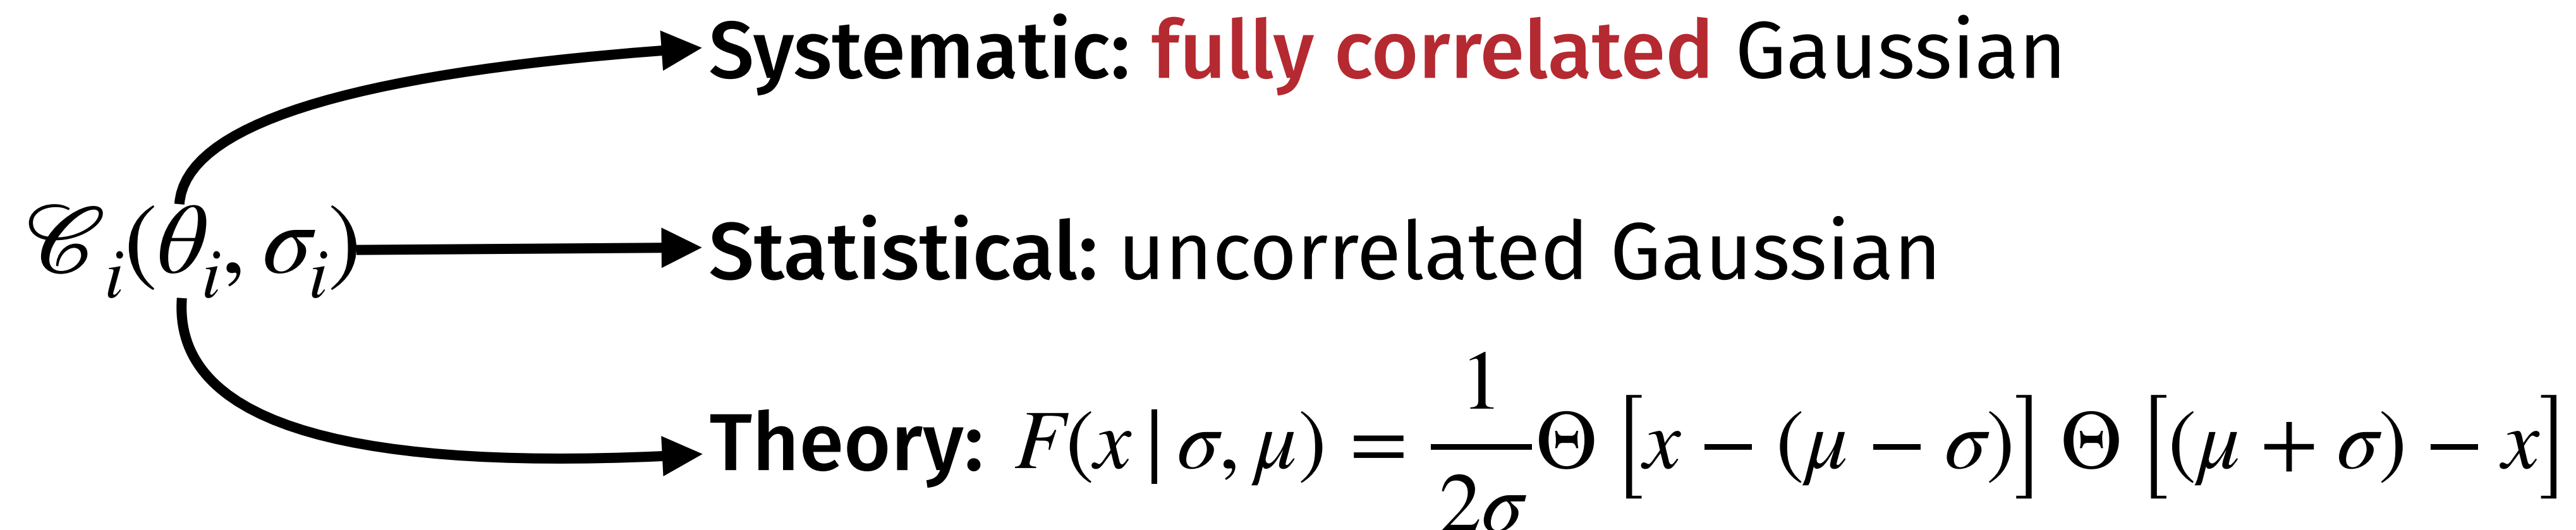 Systematic: fully correlated Gaussian
𝒞ᵢ(θᵢ, σᵢ)
Statistical: uncorrelated Gaussian
Theory: F(x | σ, μ) = 1/2σ Θ [x − (μ − σ)] Θ [(μ + σ) − x]